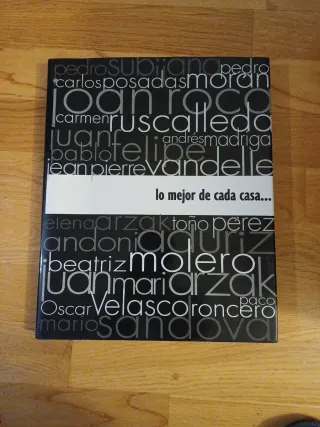 pedro subijana pedro
carlos posadas morán
joan roca
carmen ruscalleda
juan andrés madrigal
pablo felipe
jean pierre vandelle
lo mejor de cada casa...
elena arzak toño pérez
andoni aduriz
beatriz molero
juan mari arzak
Oscar Velasco roncero paco
mario sandoval